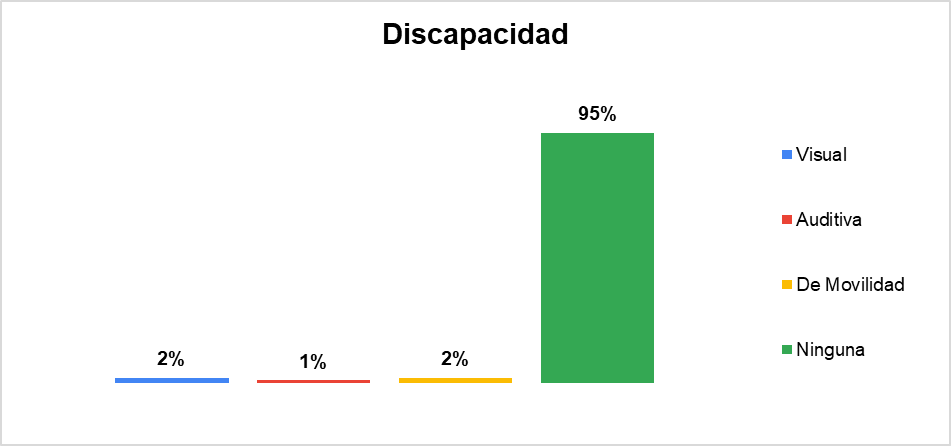 Discapacidad
95%
2%
1%
2%
Visual
Auditiva
De Movilidad
Ninguna